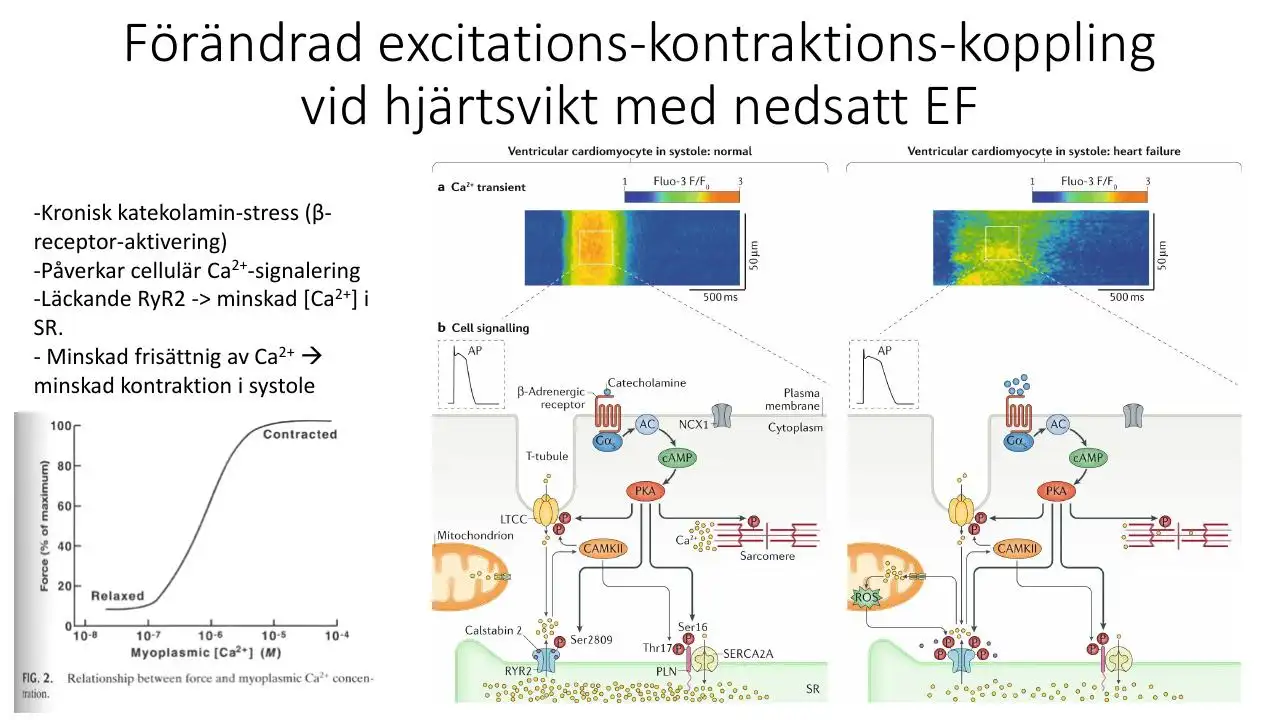 Förändrad excitations-kontraktions-koppling
vid hjärtsvikt med nedsatt EF
-Kronisk katekolamin-stress (β-
receptor-aktivering)
-Påverkar cellulär Ca²⁺-signalering
-Läckande RyR2 -> minskad [Ca²⁺] i
SR.
- Minskad frisättnig av Ca²⁺ →
minskad kontraktion i systole
100
80
60
40
20
0
Force (% of maximum)
Contracted
Relaxed
10-8 10-7 10-6 10-5 10-4
Myoplasmic [Ca²⁺] (M)
FIG. 2. Relationship between force and myoplasmic Ca²⁺ concen-
tration.
Ventricular cardiomyocyte in systole: normal
a Ca²⁺ transient
1 Fluo-3 F/F₀ 3
50 µm
500 ms
b Cell signalling
AP
β-Adrenergic
receptor
Catecholamine
Plasma
membrane
Cytoplasm
NCX1
AC
Gαs
cAMP
T-tubule
PKA
LTCC
P
P
P
Mitochondrion
CAMKII
Ca²⁺
Sarcomere
Calstabin 2
P
Ser2809
Ser16
P
Thr17
P
SERCA2A
RYR2
PLN
SR
Ventricular cardiomyocyte in systole: heart failure
1 Fluo-3 F/F₀ 3
50 µm
500 ms
AP
AC
Gαs
cAMP
PKA
P
P
P
CAMKII
ROS
P
P
P
P
P
P